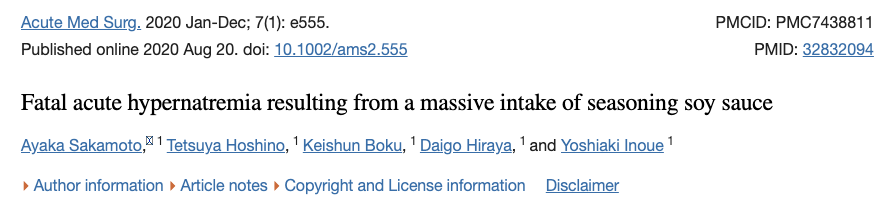 Acute Med Surg. 2020 Jan-Dec; 7(1): e555. PMCID: PMC7438811
Published online 2020 Aug 20. doi: 10.1002/ams2.555 PMID: 32832094
Fatal acute hypernatremia resulting from a massive intake of seasoning soy sauce
Ayaka Sakamoto, 1 Tetsuya Hoshino, 1 Keishun Boku, 1 Daigo Hiraya, 1 and Yoshiaki Inoue 1
Author information Article notes Copyright and License information Disclaimer